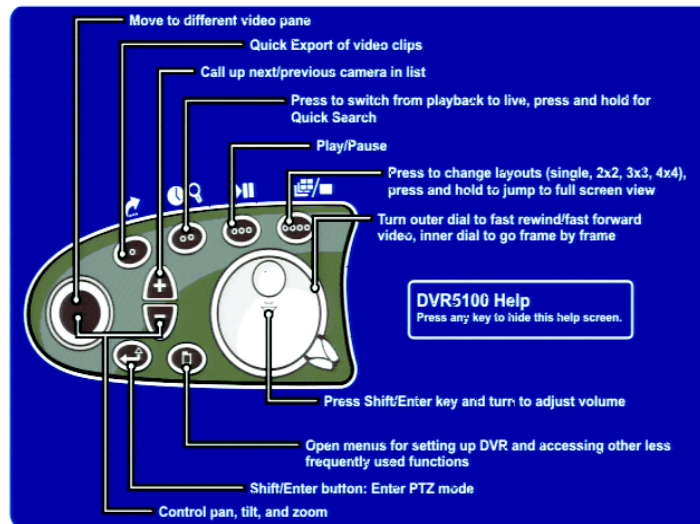 Move to different video pane
Quick Export of video clips
Call up next/previous camera in list
Press to switch from playback to live, press and hold for
Quick Search
Play/Pause
Press to change layouts (single, 2x2, 3x3, 4x4),
press and hold to jump to full screen view
Turn outer dial to fast rewind/fast forward
video, inner dial to go frame by frame
DVR5100 Help
Press any key to hide this help screen.
Press Shift/Enter key and turn to adjust volume
Open menus for setting up DVR and accessing other less
frequently used functions
Shift/Enter button: Enter PTZ mode
Control pan, tilt, and zoom